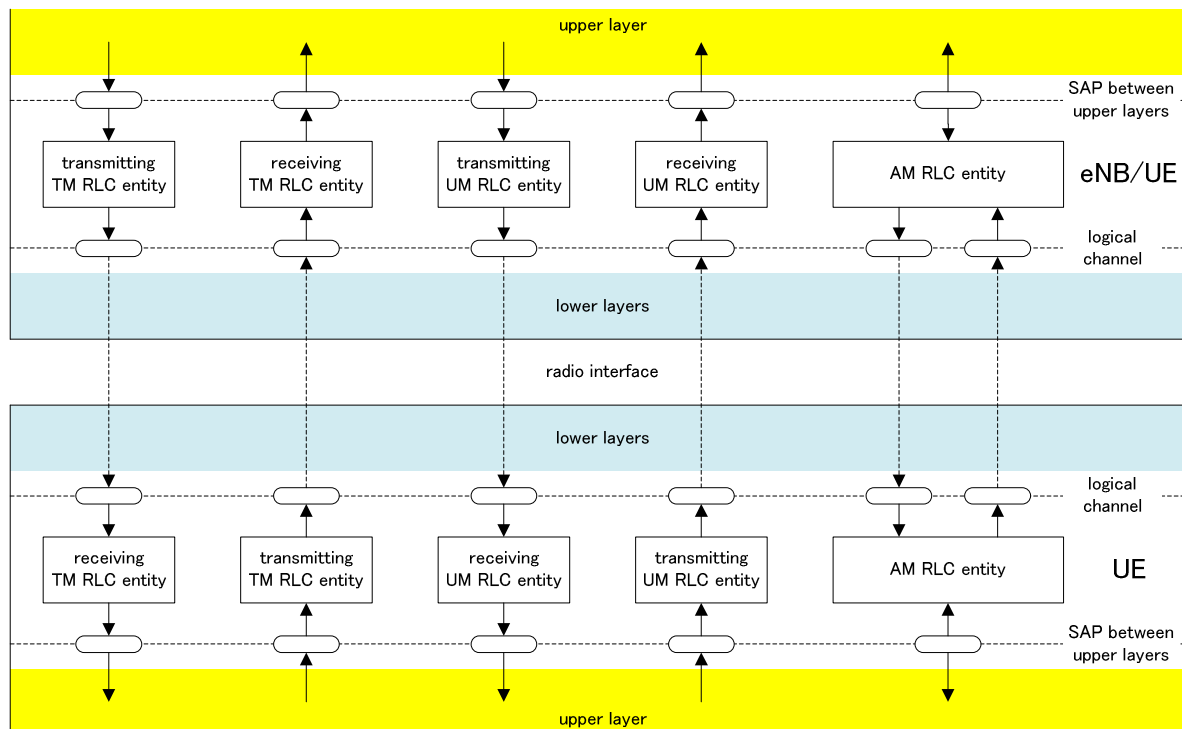 upper layer
SAP between
upper layers
transmitting
TM RLC entity
receiving
TM RLC entity
transmitting
UM RLC entity
receiving
UM RLC entity
AM RLC entity
eNB/UE
logical
channel
lower layers
radio interface
lower layers
logical
channel
receiving
TM RLC entity
transmitting
TM RLC entity
receiving
UM RLC entity
transmitting
UM RLC entity
AM RLC entity
UE
SAP between
upper layers
upper layer